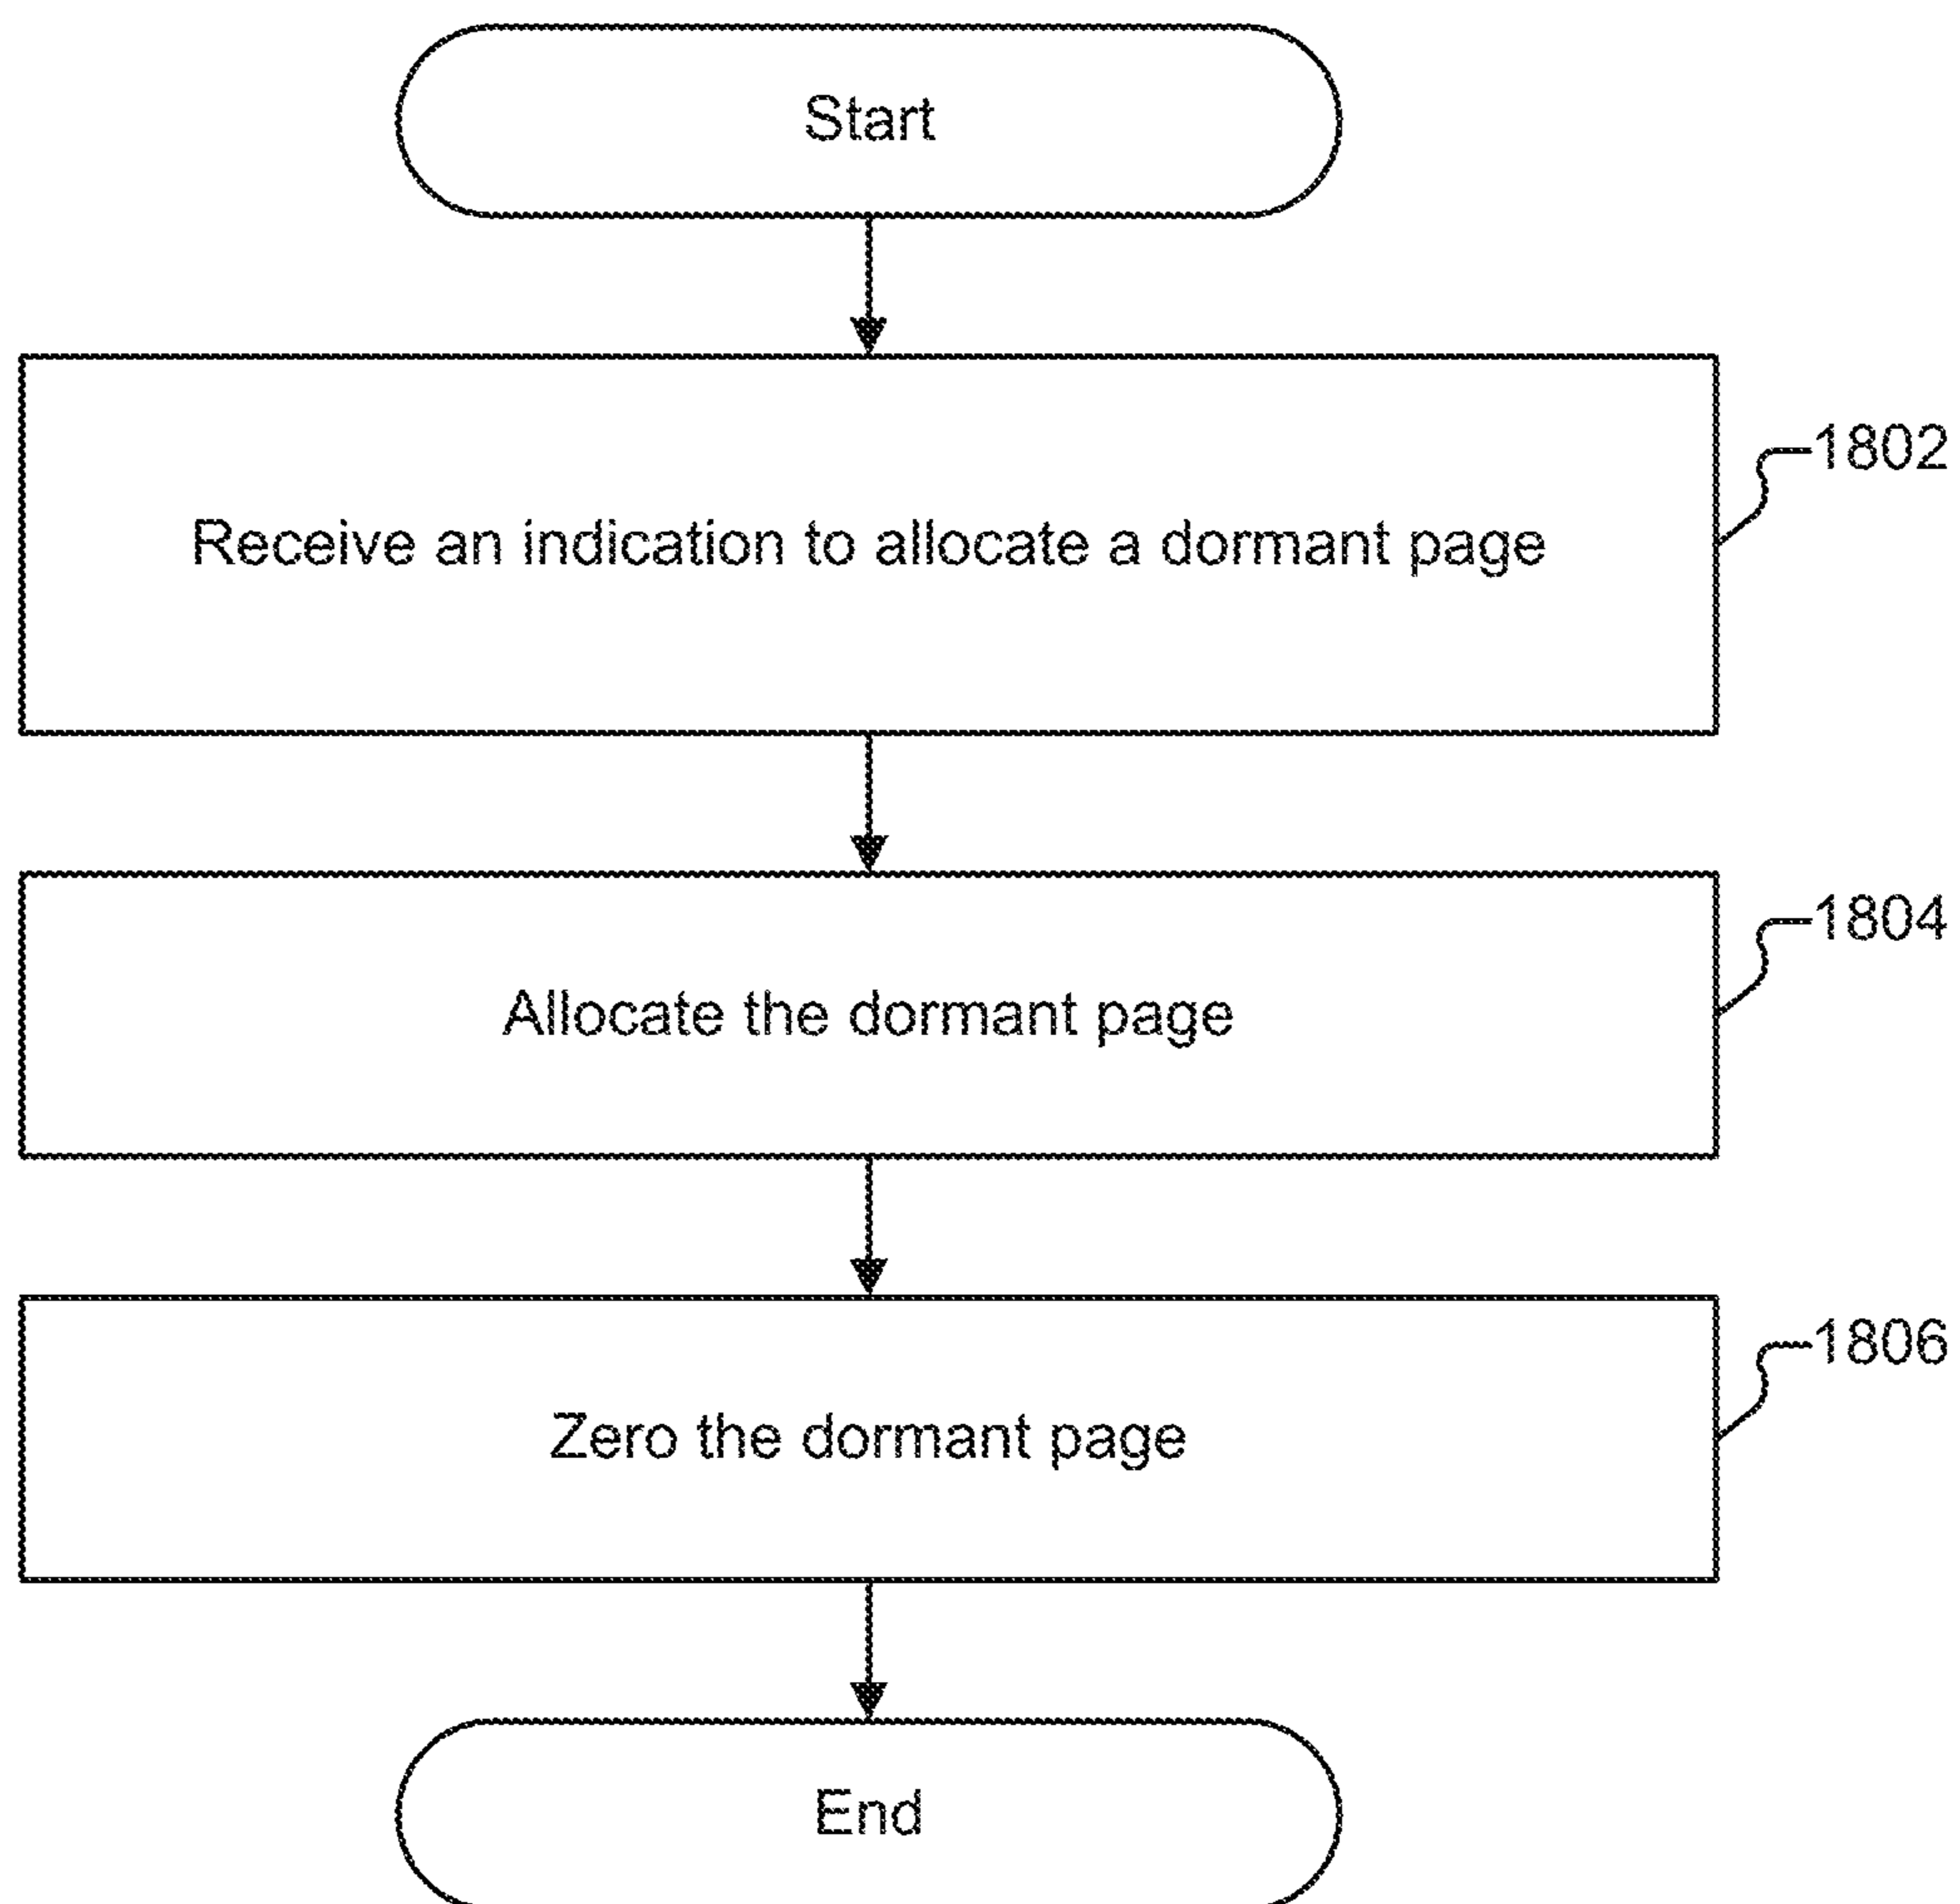 Start
Receive an indication to allocate a dormant page
1802
Allocate the dormant page
1804
Zero the dormant page
1806
End